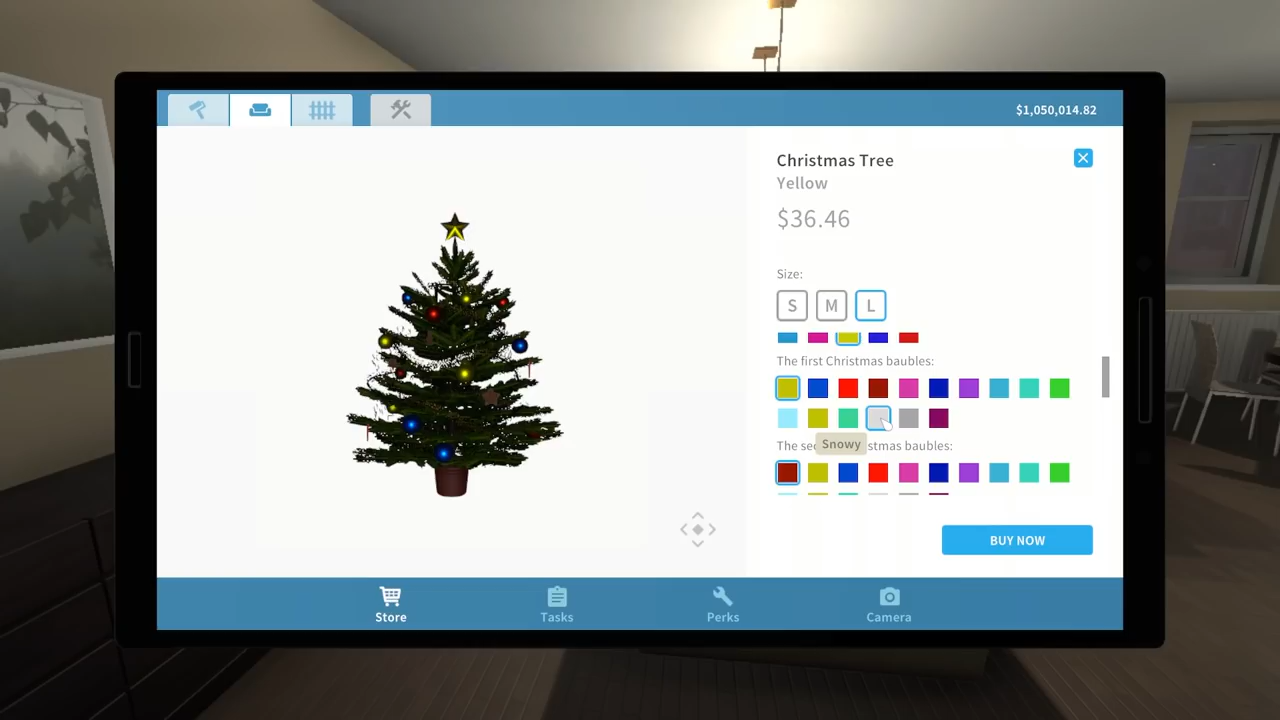 $1,050,014.82
Christmas Tree
Yellow
$36.46
Size:
S M L
The first Christmas baubles:
Snowy
The sec stmas baubles:
BUY NOW
Store Tasks Perks Camera